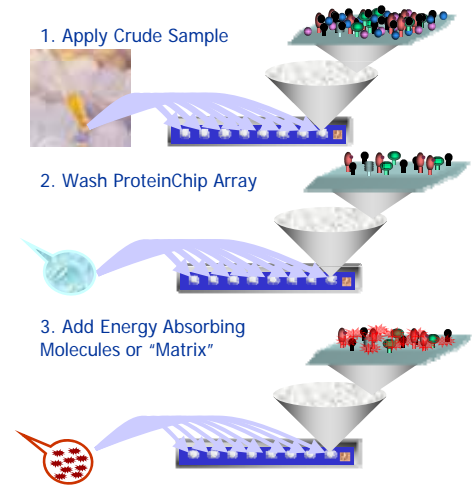 1. Apply Crude Sample
2. Wash ProteinChip Array
3. Add Energy Absorbing
Molecules or “Matrix”